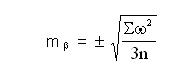 m β = ± √(Σω² / 3n)